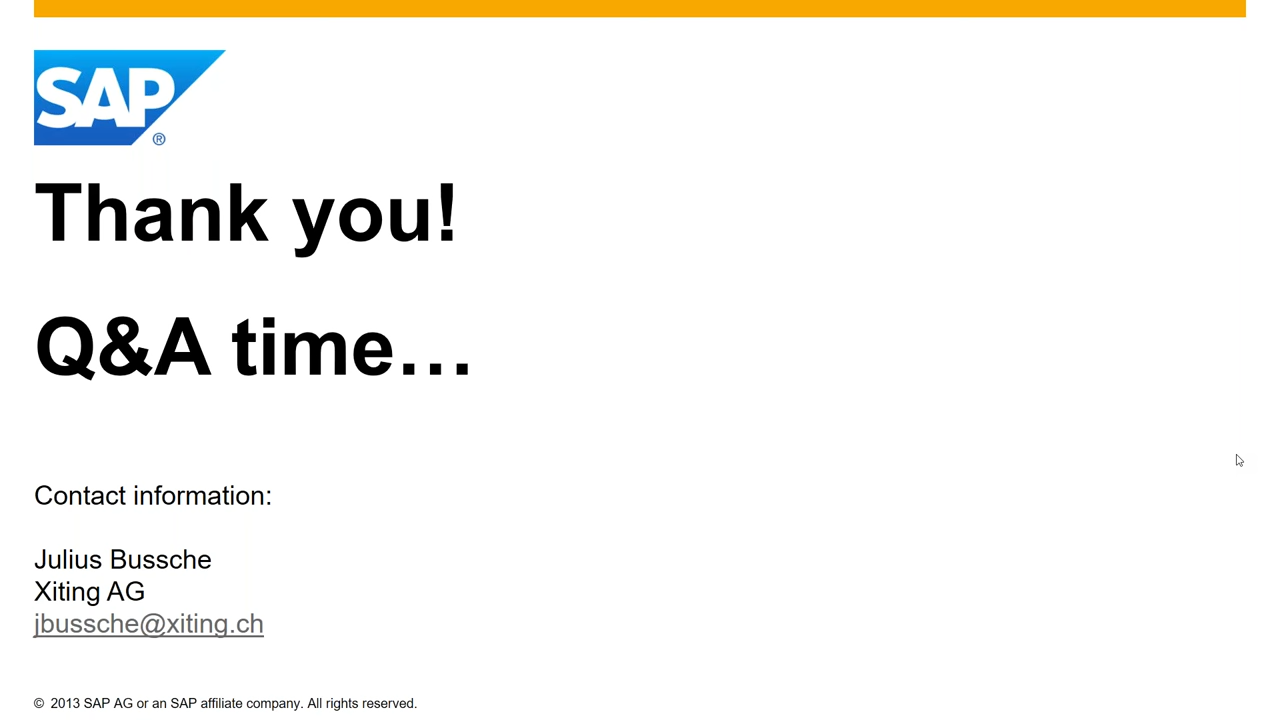 SAP
®
Thank you!
Q&A time…
Contact information:
Julius Bussche
Xiting AG
jbussche@xiting.ch
© 2013 SAP AG or an SAP affiliate company. All rights reserved.